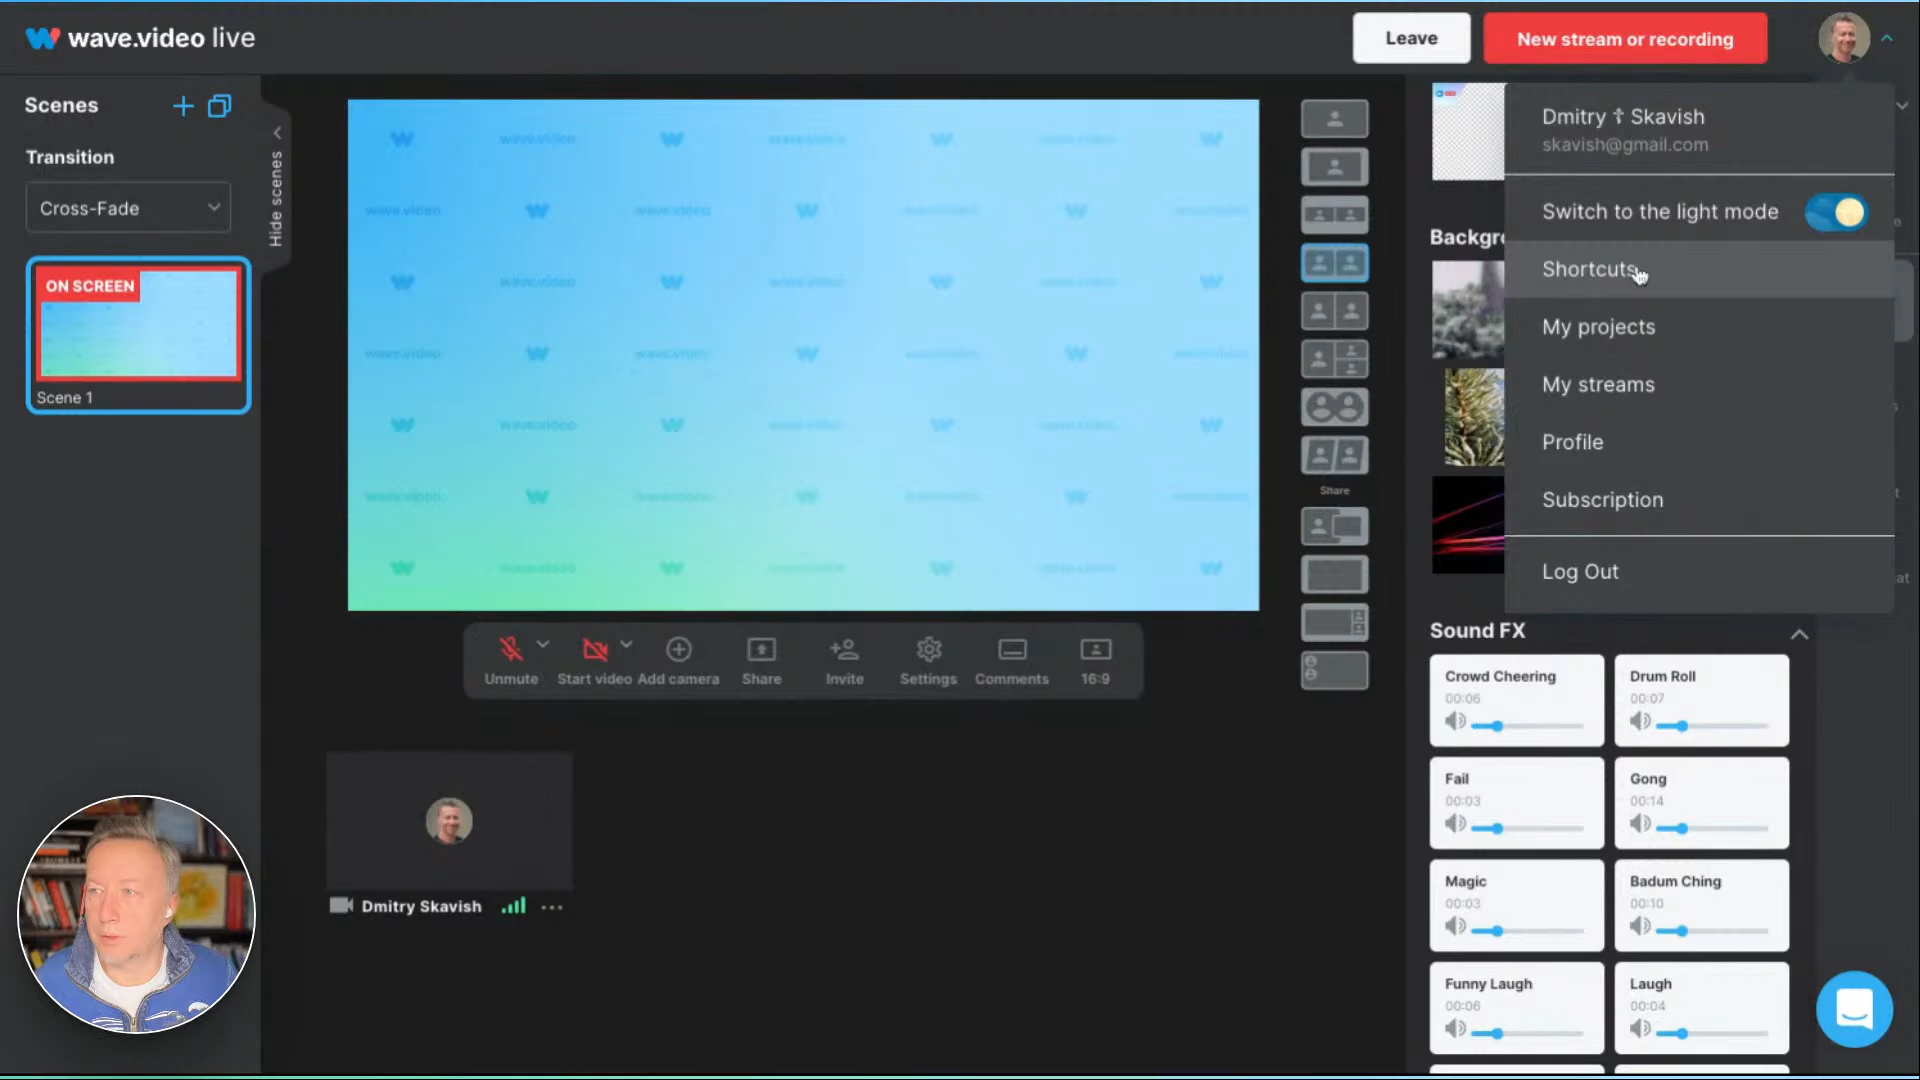 wave.video live
Leave
New stream or recording
Scenes
Transition
Cross-Fade
Hide scenes
ON SCREEN
Scene 1
wave.video
Share
Unmute
Start video
Add camera
Share
Invite
Settings
Comments
16:9
Dmitry Skavish
Dmitry ☦ Skavish
skavish@gmail.com
Switch to the light mode
Shortcuts
My projects
My streams
Profile
Subscription
Log Out
Backgr
Sound FX
Crowd Cheering
00:06
Drum Roll
00:07
Fail
00:03
Gong
00:14
Magic
00:03
Badum Ching
00:10
Funny Laugh
00:06
Laugh
00:04